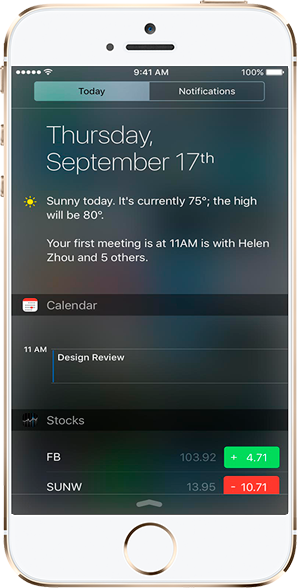 9:41 AM 100%
Today Notifications
Thursday,
September 17th
Sunny today. It's currently 75°; the high
will be 80°.
Your first meeting is at 11AM is with Helen
Zhou and 5 others.
Calendar
11 AM
Design Review
Stocks
FB 103.92 + 4.71
SUNW 13.95 - 10.71